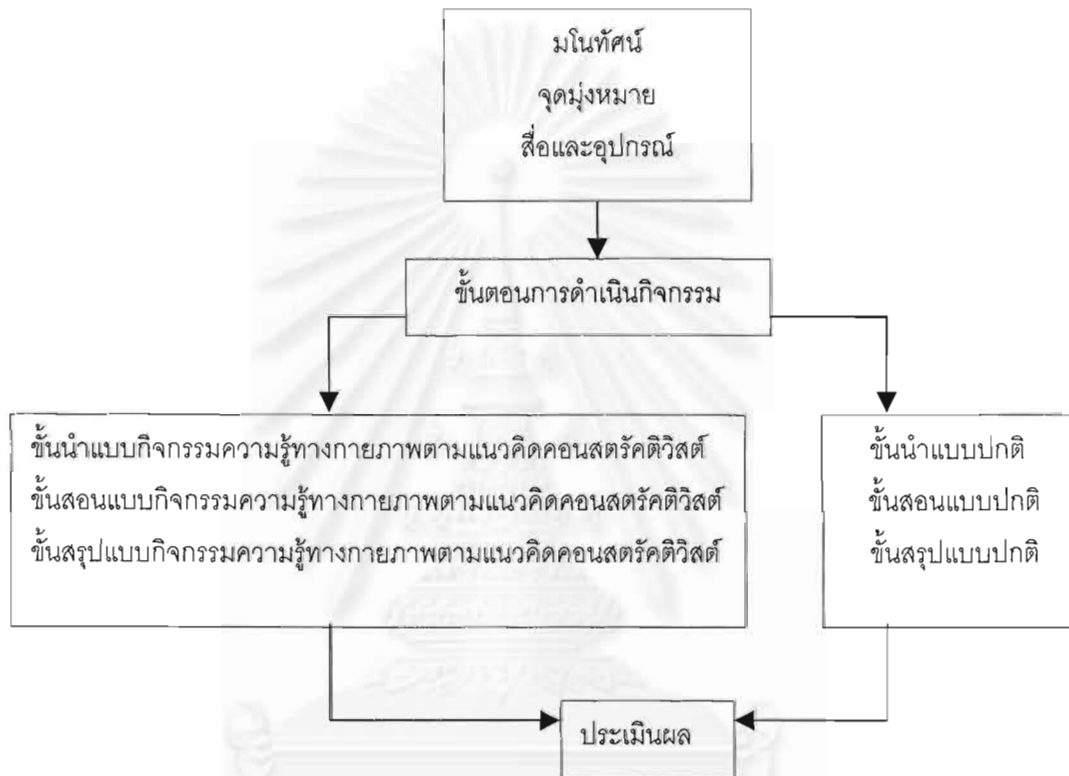 มโนทัศน์
จุดมุ่งหมาย
สื่อและอุปกรณ์
ขั้นตอนการดำเนินกิจกรรม
ขั้นนำแบบกิจกรรมความรู้ทางกายภาพตามแนวคิดคอนสตรัคติวิสต์
ขั้นสอนแบบกิจกรรมความรู้ทางกายภาพตามแนวคิดคอนสตรัคติวิสต์
ขั้นสรุปแบบกิจกรรมความรู้ทางกายภาพตามแนวคิดคอนสตรัคติวิสต์
ขั้นนำแบบปกติ
ขั้นสอนแบบปกติ
ขั้นสรุปแบบปกติ
ประเมินผล